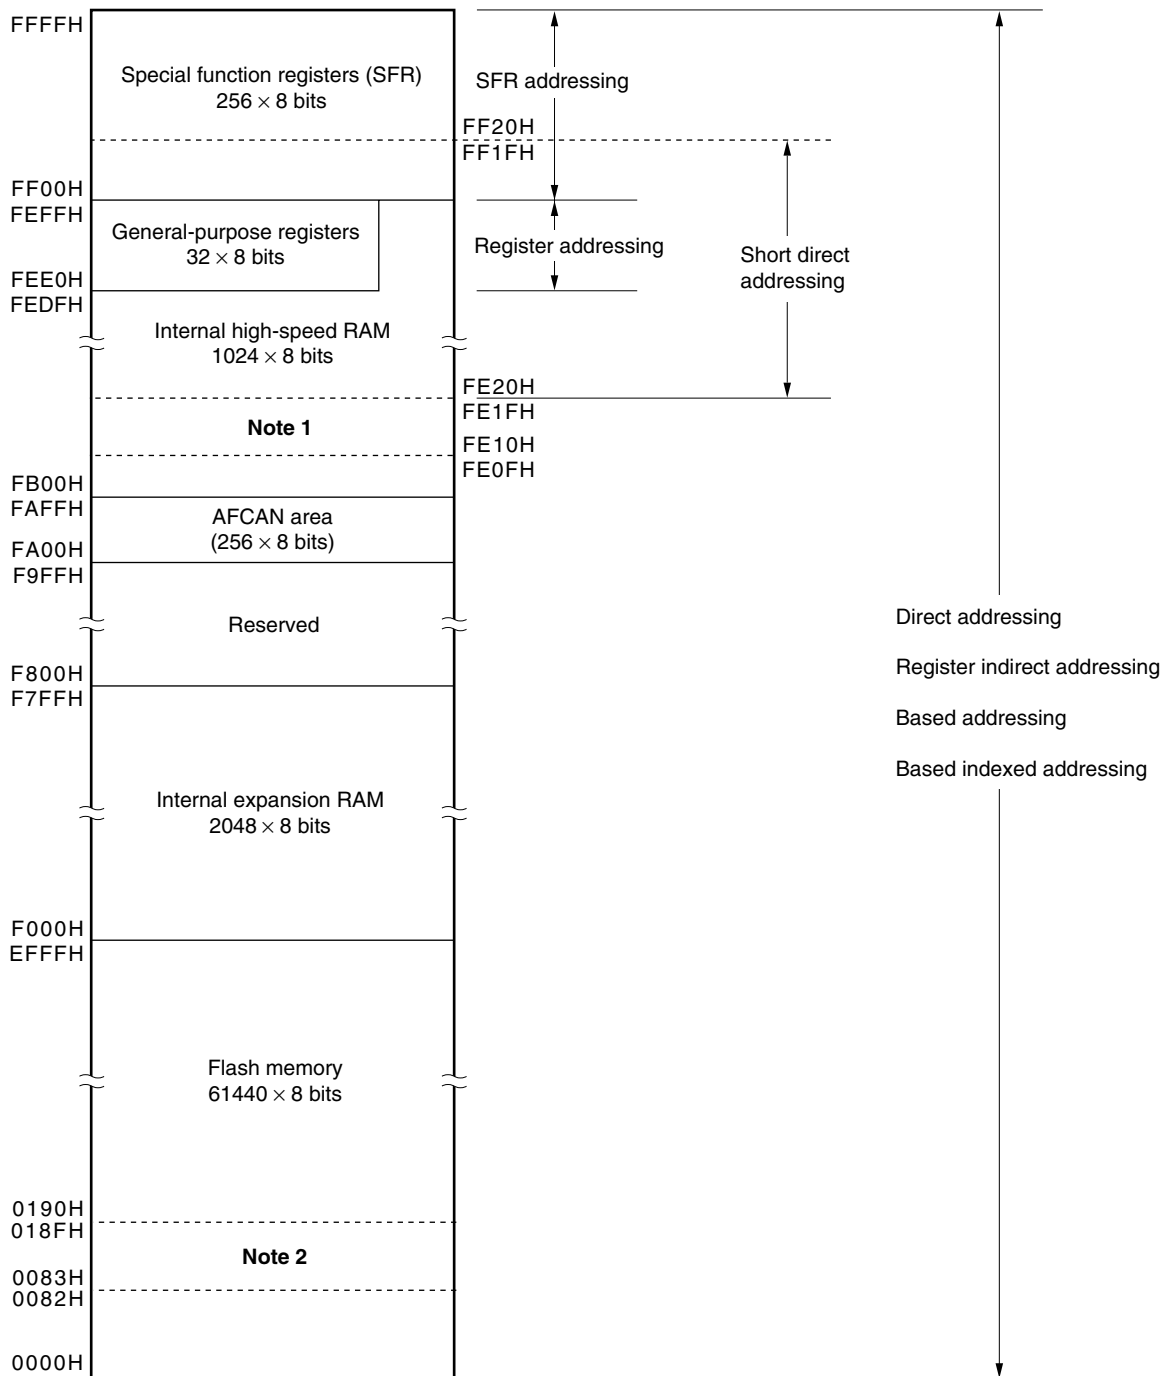 FFFFH
Special function registers (SFR)
256 × 8 bits
SFR addressing
FF20H
FF1FH
FF00H
FEFFH
General-purpose registers
32 × 8 bits
Register addressing
Short direct
addressing
FEE0H
FEDFH
Internal high-speed RAM
1024 × 8 bits
FE20H
FE1FH
Note 1
FE10H
FE0FH
FB00H
FAFFH
AFCAN area
(256 × 8 bits)
FA00H
F9FFH
Reserved
Direct addressing
Register indirect addressing
Based addressing
Based indexed addressing
F800H
F7FFH
Internal expansion RAM
2048 × 8 bits
F000H
EFFFH
Flash memory
61440 × 8 bits
0190H
018FH
Note 2
0083H
0082H
0000H